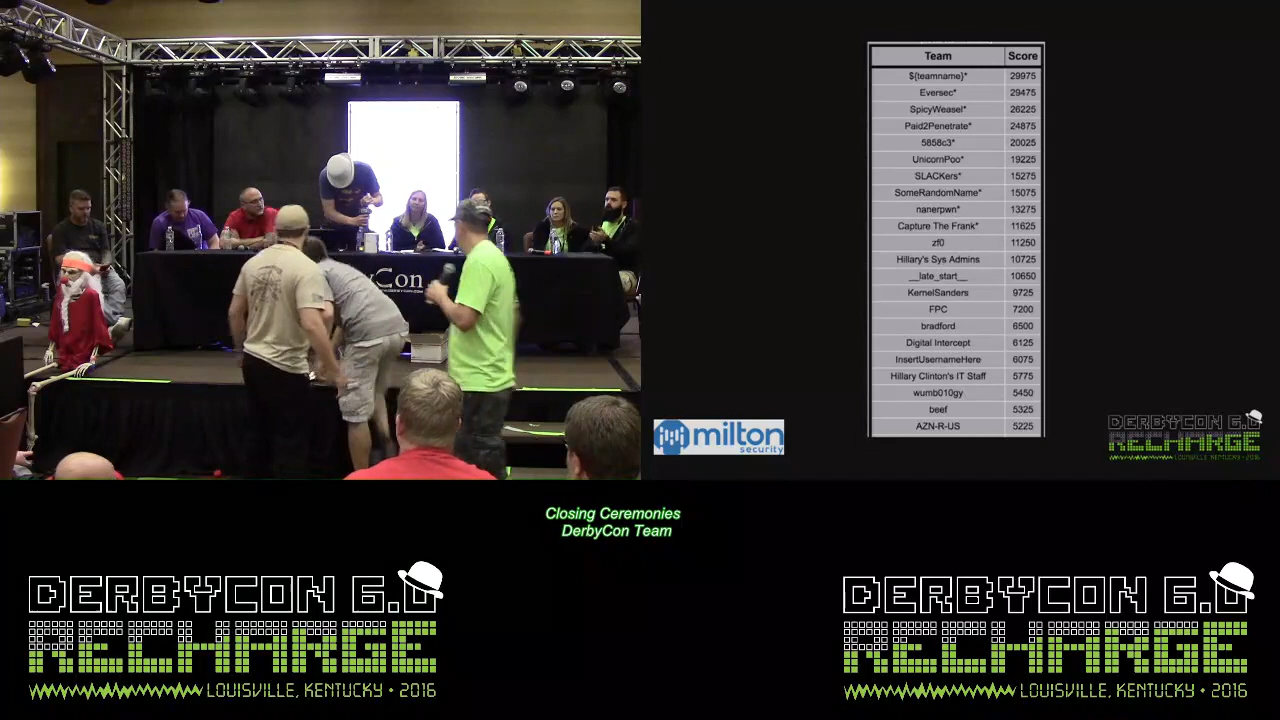 Team Score
${teamname}* 29975
Eversec* 29475
SpicyWeasel* 26225
Paid2Penetrate* 24875
5858c3* 20025
UnicornPoo* 19225
SLACKers* 15275
SomeRandomName* 15075
nanerpwn* 13275
Capture The Frank* 11625
zf0 11250
Hillary's Sys Admins 10725
__late_start__ 10650
KernelSanders 9725
FPC 7200
bradford 6500
Digital Intercept 6125
InsertUsernameHere 6075
Hillary Clinton's IT Staff 5775
wumb010gy 5450
beef 5325
AZN-R-US 5225
yCon
milton
security
DERBYCON 6.0
RECHARGE
LOUISVILLE, KENTUCKY • 2016
Closing Ceremonies
DerbyCon Team
DERBYCON 6.0
RECHARGE
LOUISVILLE, KENTUCKY • 2016
DERBYCON 6.0
RECHARGE
LOUISVILLE, KENTUCKY • 2016